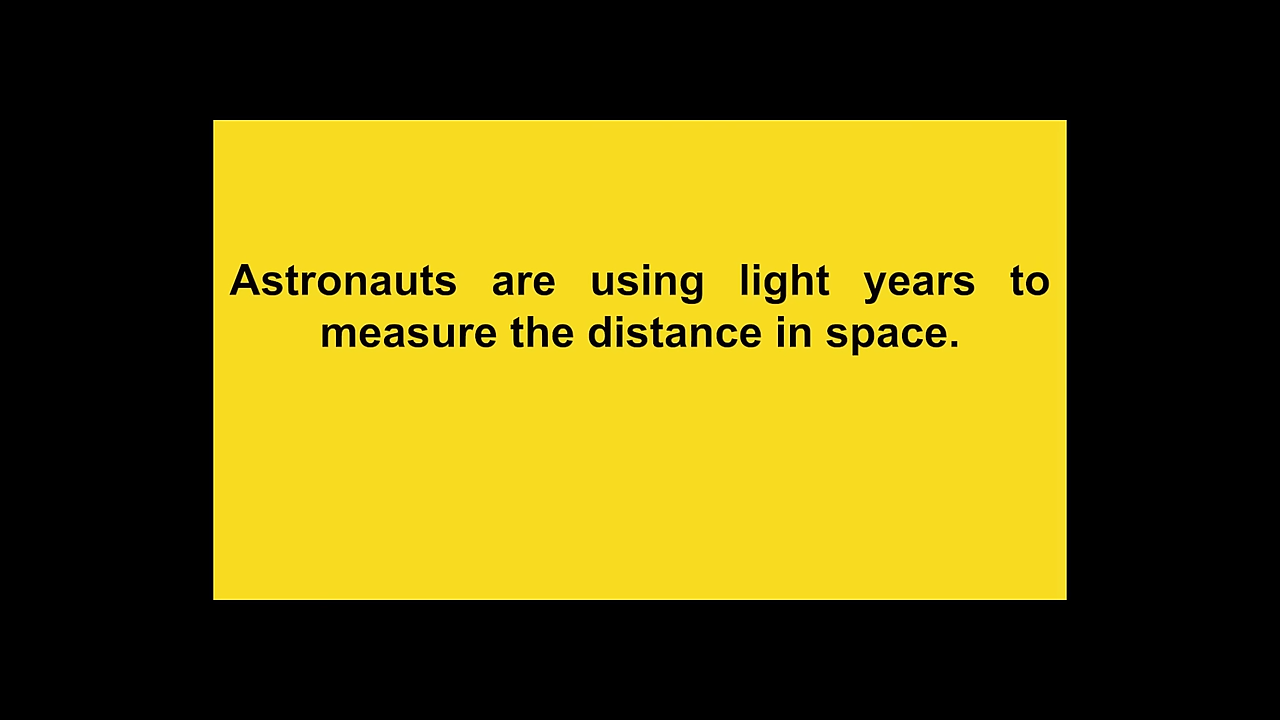 Astronauts are using light years to
measure the distance in space.